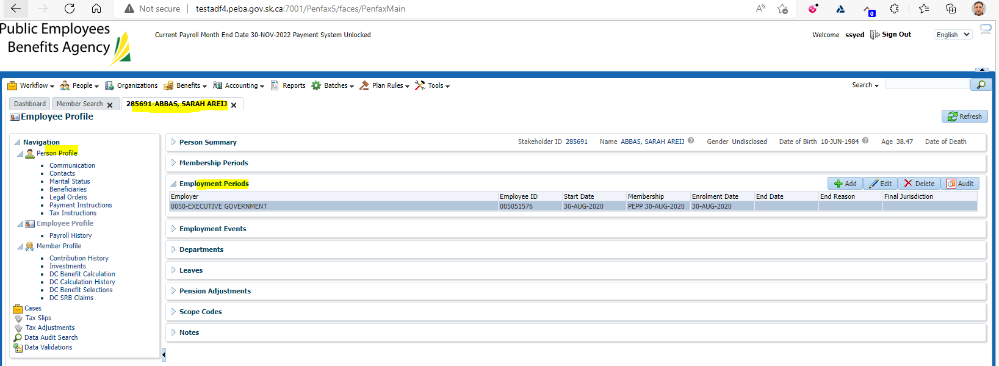 Not secure | testadf4.peba.gov.sk.ca:7001/Penfax5/faces/PenfaxMain
0
Public Employees
Benefits Agency
Current Payroll Month End Date 30-NOV-2022 Payment System Unlocked
Welcome ssyed Sign Out English
Workflow People Organizations Benefits Accounting Reports Batches Plan Rules Tools Search
Dashboard Member Search 285691-ABBAS, SARAH AREIJ
Employee Profile
Refresh
Navigation
Person Profile
Communication
Contacts
Marital Status
Beneficiaries
Legal Orders
Payment Instructions
Tax Instructions
Employee Profile
Payroll History
Member Profile
Contribution History
Investments
DC Benefit Calculation
DC Calculation History
DC Benefit Selections
DC SRB Claims
Cases
Tax Slips
Tax Adjustments
Data Audit Search
Data Validations
Person Summary Stakeholder ID 285691 Name ABBAS, SARAH AREIJ Gender Undisclosed Date of Birth 10-JUN-1984 Age 38.47 Date of Death
Membership Periods
Employment Periods Add Edit Delete Audit
Employer Employee ID Start Date Membership Enrolment Date End Date End Reason Final Jurisdiction
0050-EXECUTIVE GOVERNMENT 005051576 30-AUG-2020 PEPP 30-AUG-2020 30-AUG-2020
Employment Events
Departments
Leaves
Pension Adjustments
Scope Codes
Notes